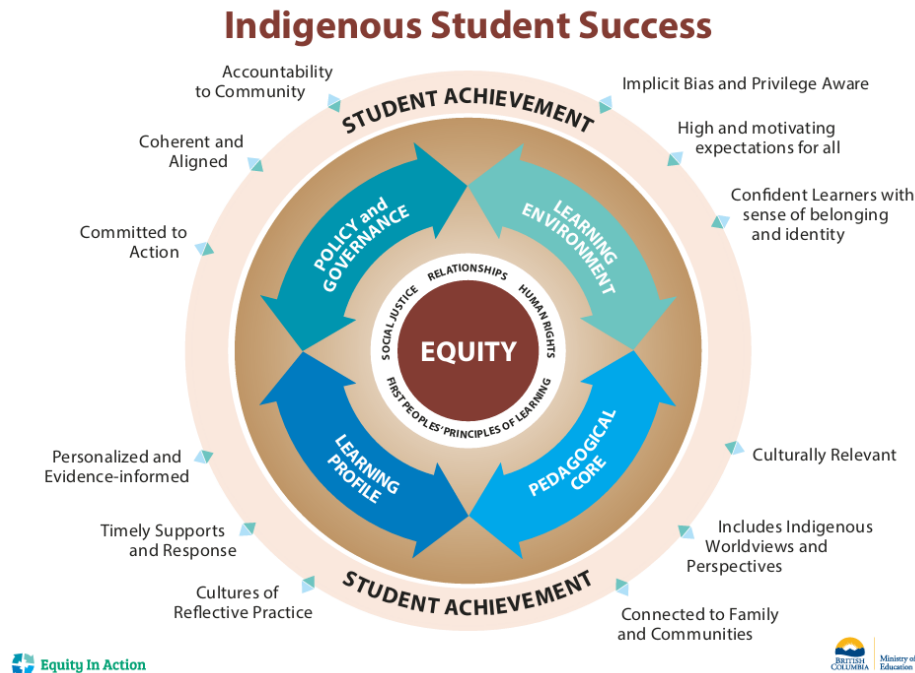 Indigenous Student Success
Accountability
to Community
Coherent and
Aligned
Committed to
Action
STUDENT ACHIEVEMENT
Implicit Bias and Privilege Aware
High and motivating
expectations for all
Confident Learners with
sense of belonging
and identity
POLICY and
GOVERNANCE
LEARNING
ENVIRONMENT
SOCIAL JUSTICE
RELATIONSHIPS
HUMAN RIGHTS
EQUITY
FIRST PEOPLES' PRINCIPLES OF LEARNING
LEARNING
PROFILE
PEDAGOGICAL
CORE
Personalized and
Evidence-informed
Timely Supports
and Response
Cultures of
Reflective Practice
STUDENT ACHIEVEMENT
Culturally Relevant
Includes Indigenous
Worldviews and
Perspectives
Connected to Family
and Communities
Equity In Action
BRITISH
COLUMBIA
Ministry of
Education